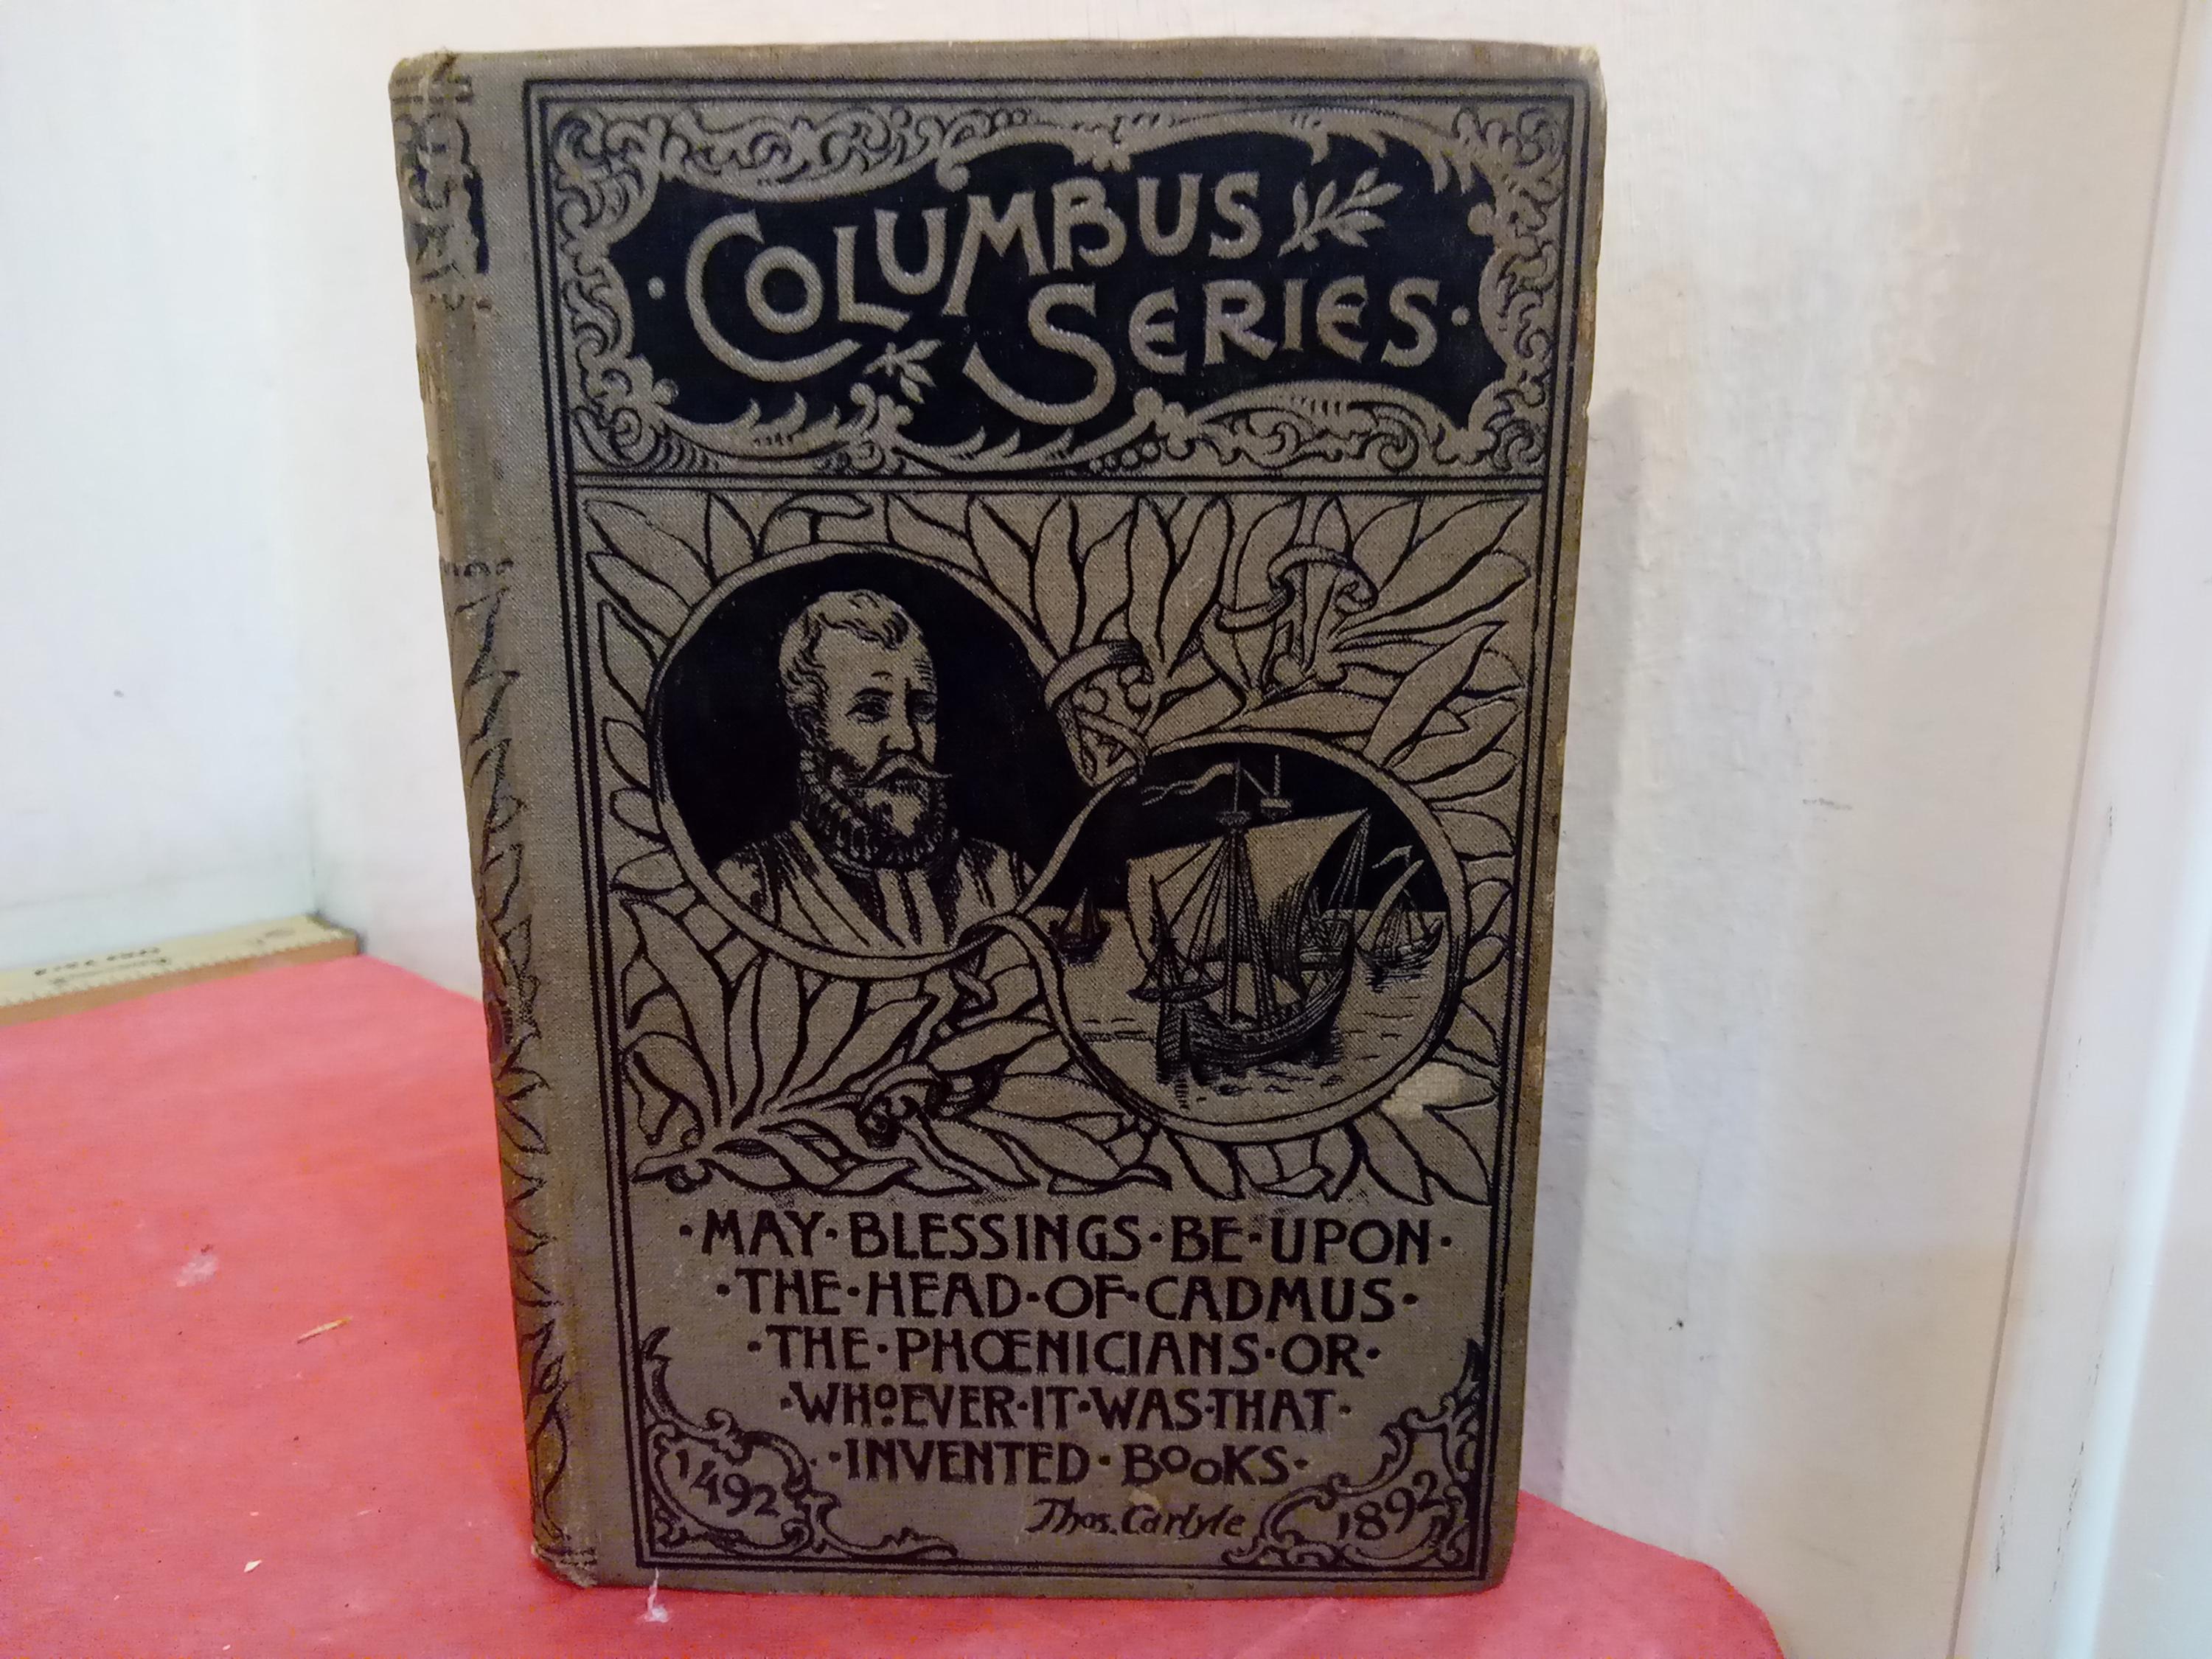 ·COLUMBUS
SERIES·
·MAY·BLESSINGS·BE·UPON·
·THE·HEAD·OF·CADMUS·
·THE·PHŒNICIANS·OR·
·WHOEVER·IT·WAS·THAT·
·INVENTED·BOOKS·
Thos. Carlyle
1492
1892